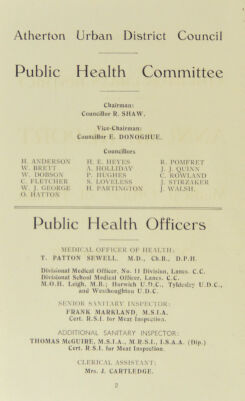 Atherton Urban District Council
Public Health Committee
Chairman:
Councillor R. SHAW.
Vice-Chairman:
Councillor E. DONOGHUE.
Councillors
H. ANDERSON H. E. HEYES R. POMFRET
W. BRETT A. HOLLIDAY J. J. QUINN
W. DOBSON P. HUGHES C. ROWLAND
C. FLETCHER S. LOVELESS J. STIRZAKER
W. J. GEORGE H. PARTINGTON J. WALSH.
O. HATTON
Public Health Officers
MEDICAL OFFICER OF HEALTH:
T. PATTON SEWELL, M.D., Ch.B., D.P.H.
Divisional Medical Officer, No. 11 Division, Lancs. C.C.
Divisional School Medical Officer, Lancs. C.C.
M.O.H. Leigh, M.B.; Horwich U.D.C., Tyldesley U.D.C.,
and Westhoughton U.D.C.
SENIOR SANITARY INSPECTOR:
FRANK MARKLAND, M.S.I.A.
Cert. R.S.I. for Meat Inspection.
ADDITIONAL SANITARY INSPECTOR:
THOMAS McGUIRE, M.S.I.A., M.R.S.I., I.S.A.A. (Dip.)
Cert. R.S.I. for Meat Inspection.
CLERICAL ASSISTANT:
Mrs. J. CARTLEDGE.
2